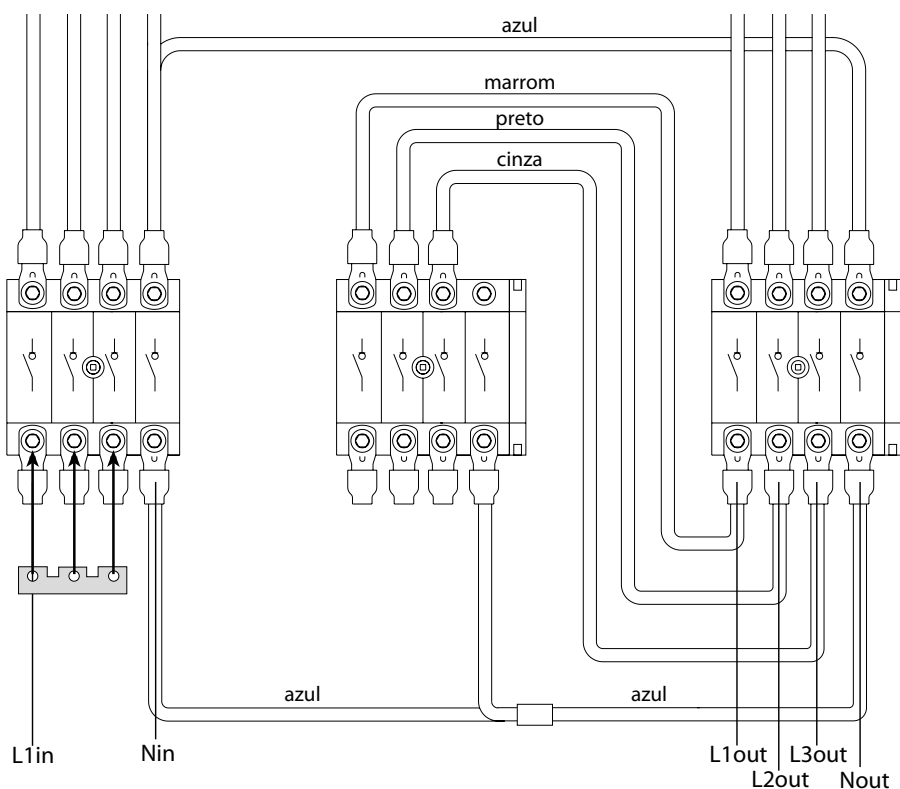 azul
marrom
preto
cinza
azul
azul
L1in
Nin
L1out
L3out
L2out
Nout